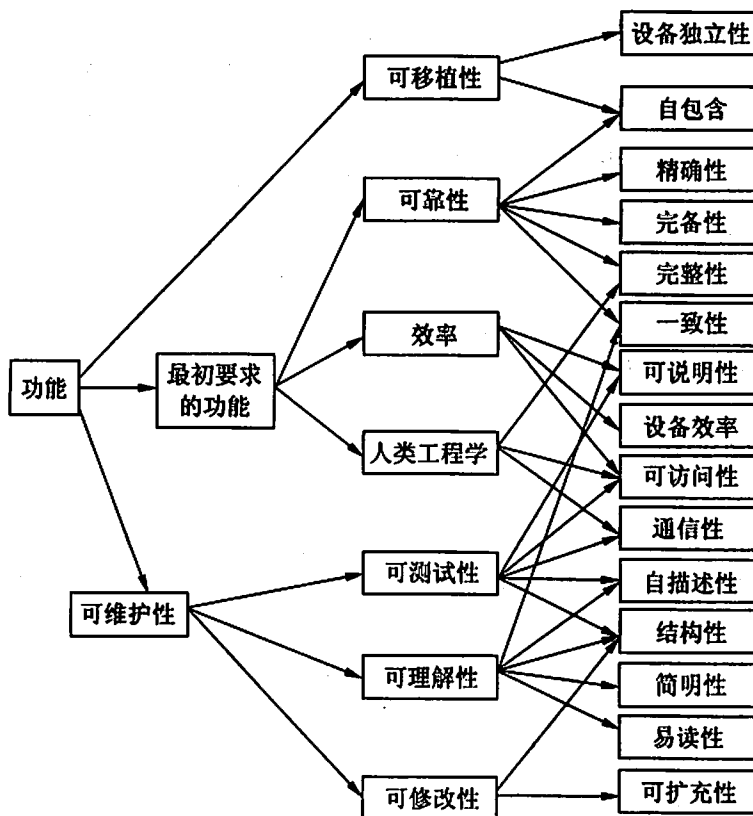 设备独立性
可移植性
自包含
精确性
可靠性
完备性
完整性
一致性
效率
可说明性
功能
最初要求
的功能
设备效率
人类工程学
可访问性
通信性
可测试性
自描述性
可维护性
结构性
可理解性
简明性
易读性
可修改性
可扩充性